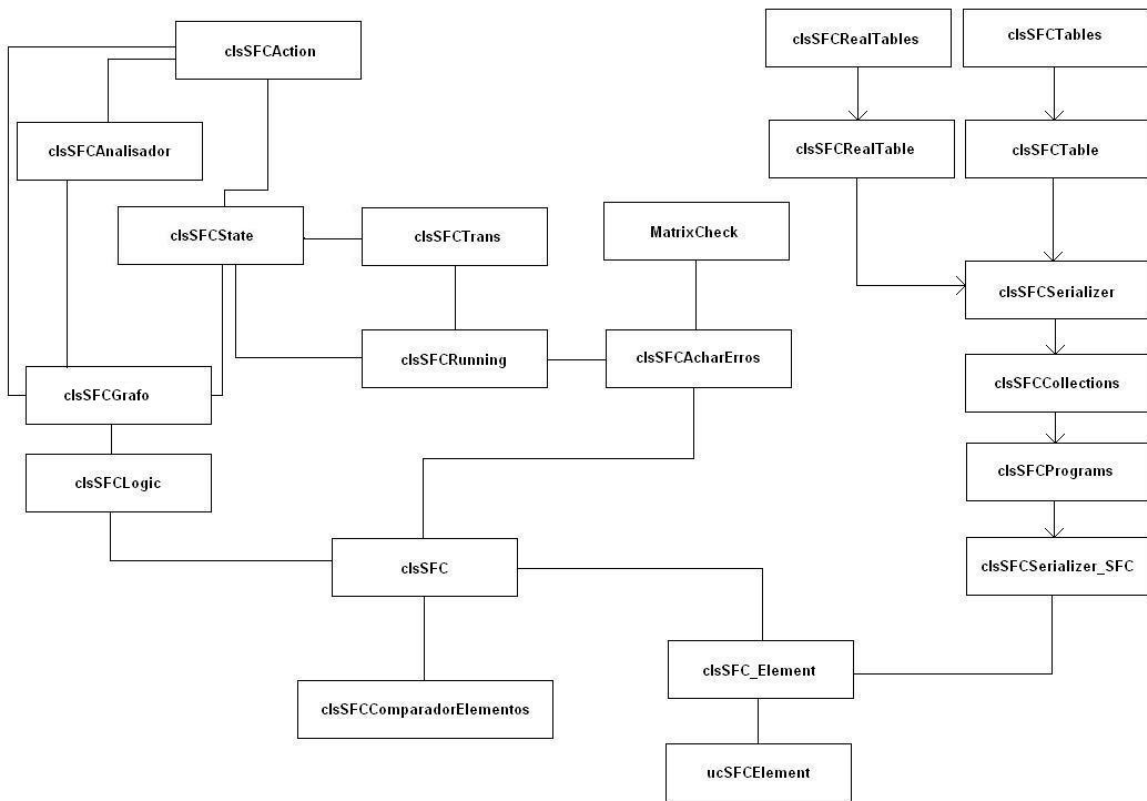 clsSFCAction
clsSFCRealTables
clsSFCTables
clsSFCAnalisador
clsSFCRealTable
clsSFCTable
clsSFCState
clsSFCTrans
MatrixCheck
clsSFCSerializer
clsSFCRunning
clsSFCAcharErros
clsSFCCollections
clsSFCGrafo
clsSFCLogic
clsSFCPrograms
clsSFC
clsSFCSerializer_SFC
clsSFC_Element
clsSFCComparadorElementos
ucSFCElement